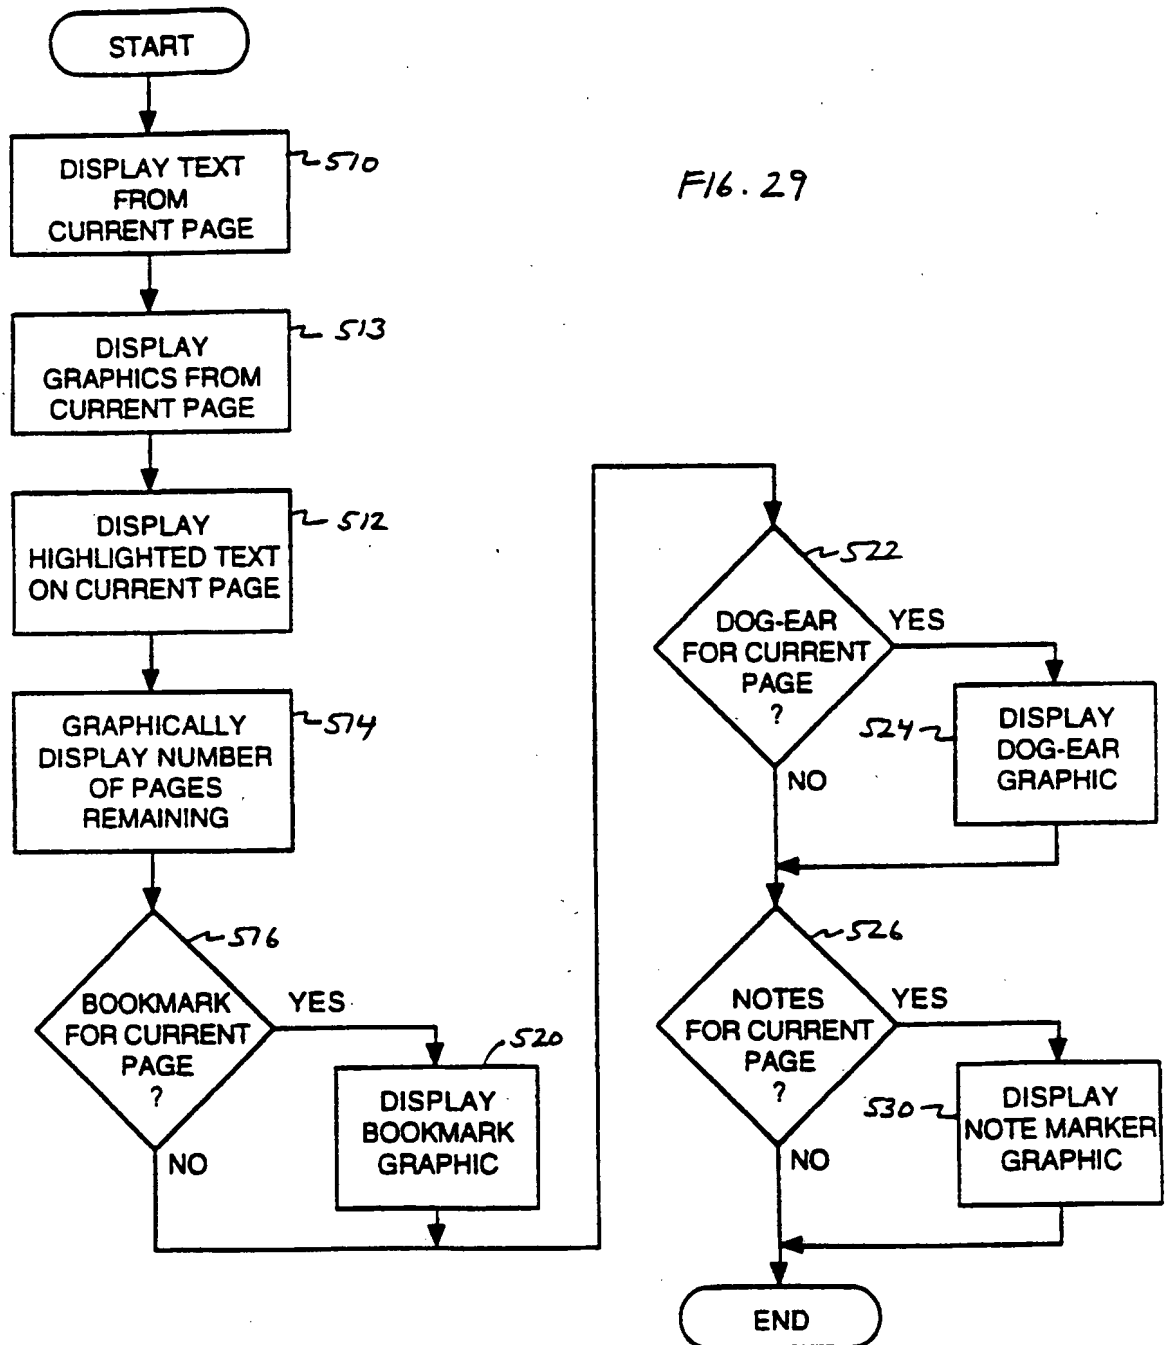 START
DISPLAY TEXT
FROM
CURRENT PAGE
510
FIG. 29
DISPLAY
GRAPHICS FROM
CURRENT PAGE
513
DISPLAY
HIGHLIGHTED TEXT
ON CURRENT PAGE
512
GRAPHICALLY
DISPLAY NUMBER
OF PAGES
REMAINING
514
BOOKMARK
FOR CURRENT
PAGE
?
516
YES
NO
DISPLAY
BOOKMARK
GRAPHIC
520
DOG-EAR
FOR CURRENT
PAGE
?
522
YES
NO
DISPLAY
DOG-EAR
GRAPHIC
524
NOTES
FOR CURRENT
PAGE
?
526
YES
NO
DISPLAY
NOTE MARKER
GRAPHIC
530
END